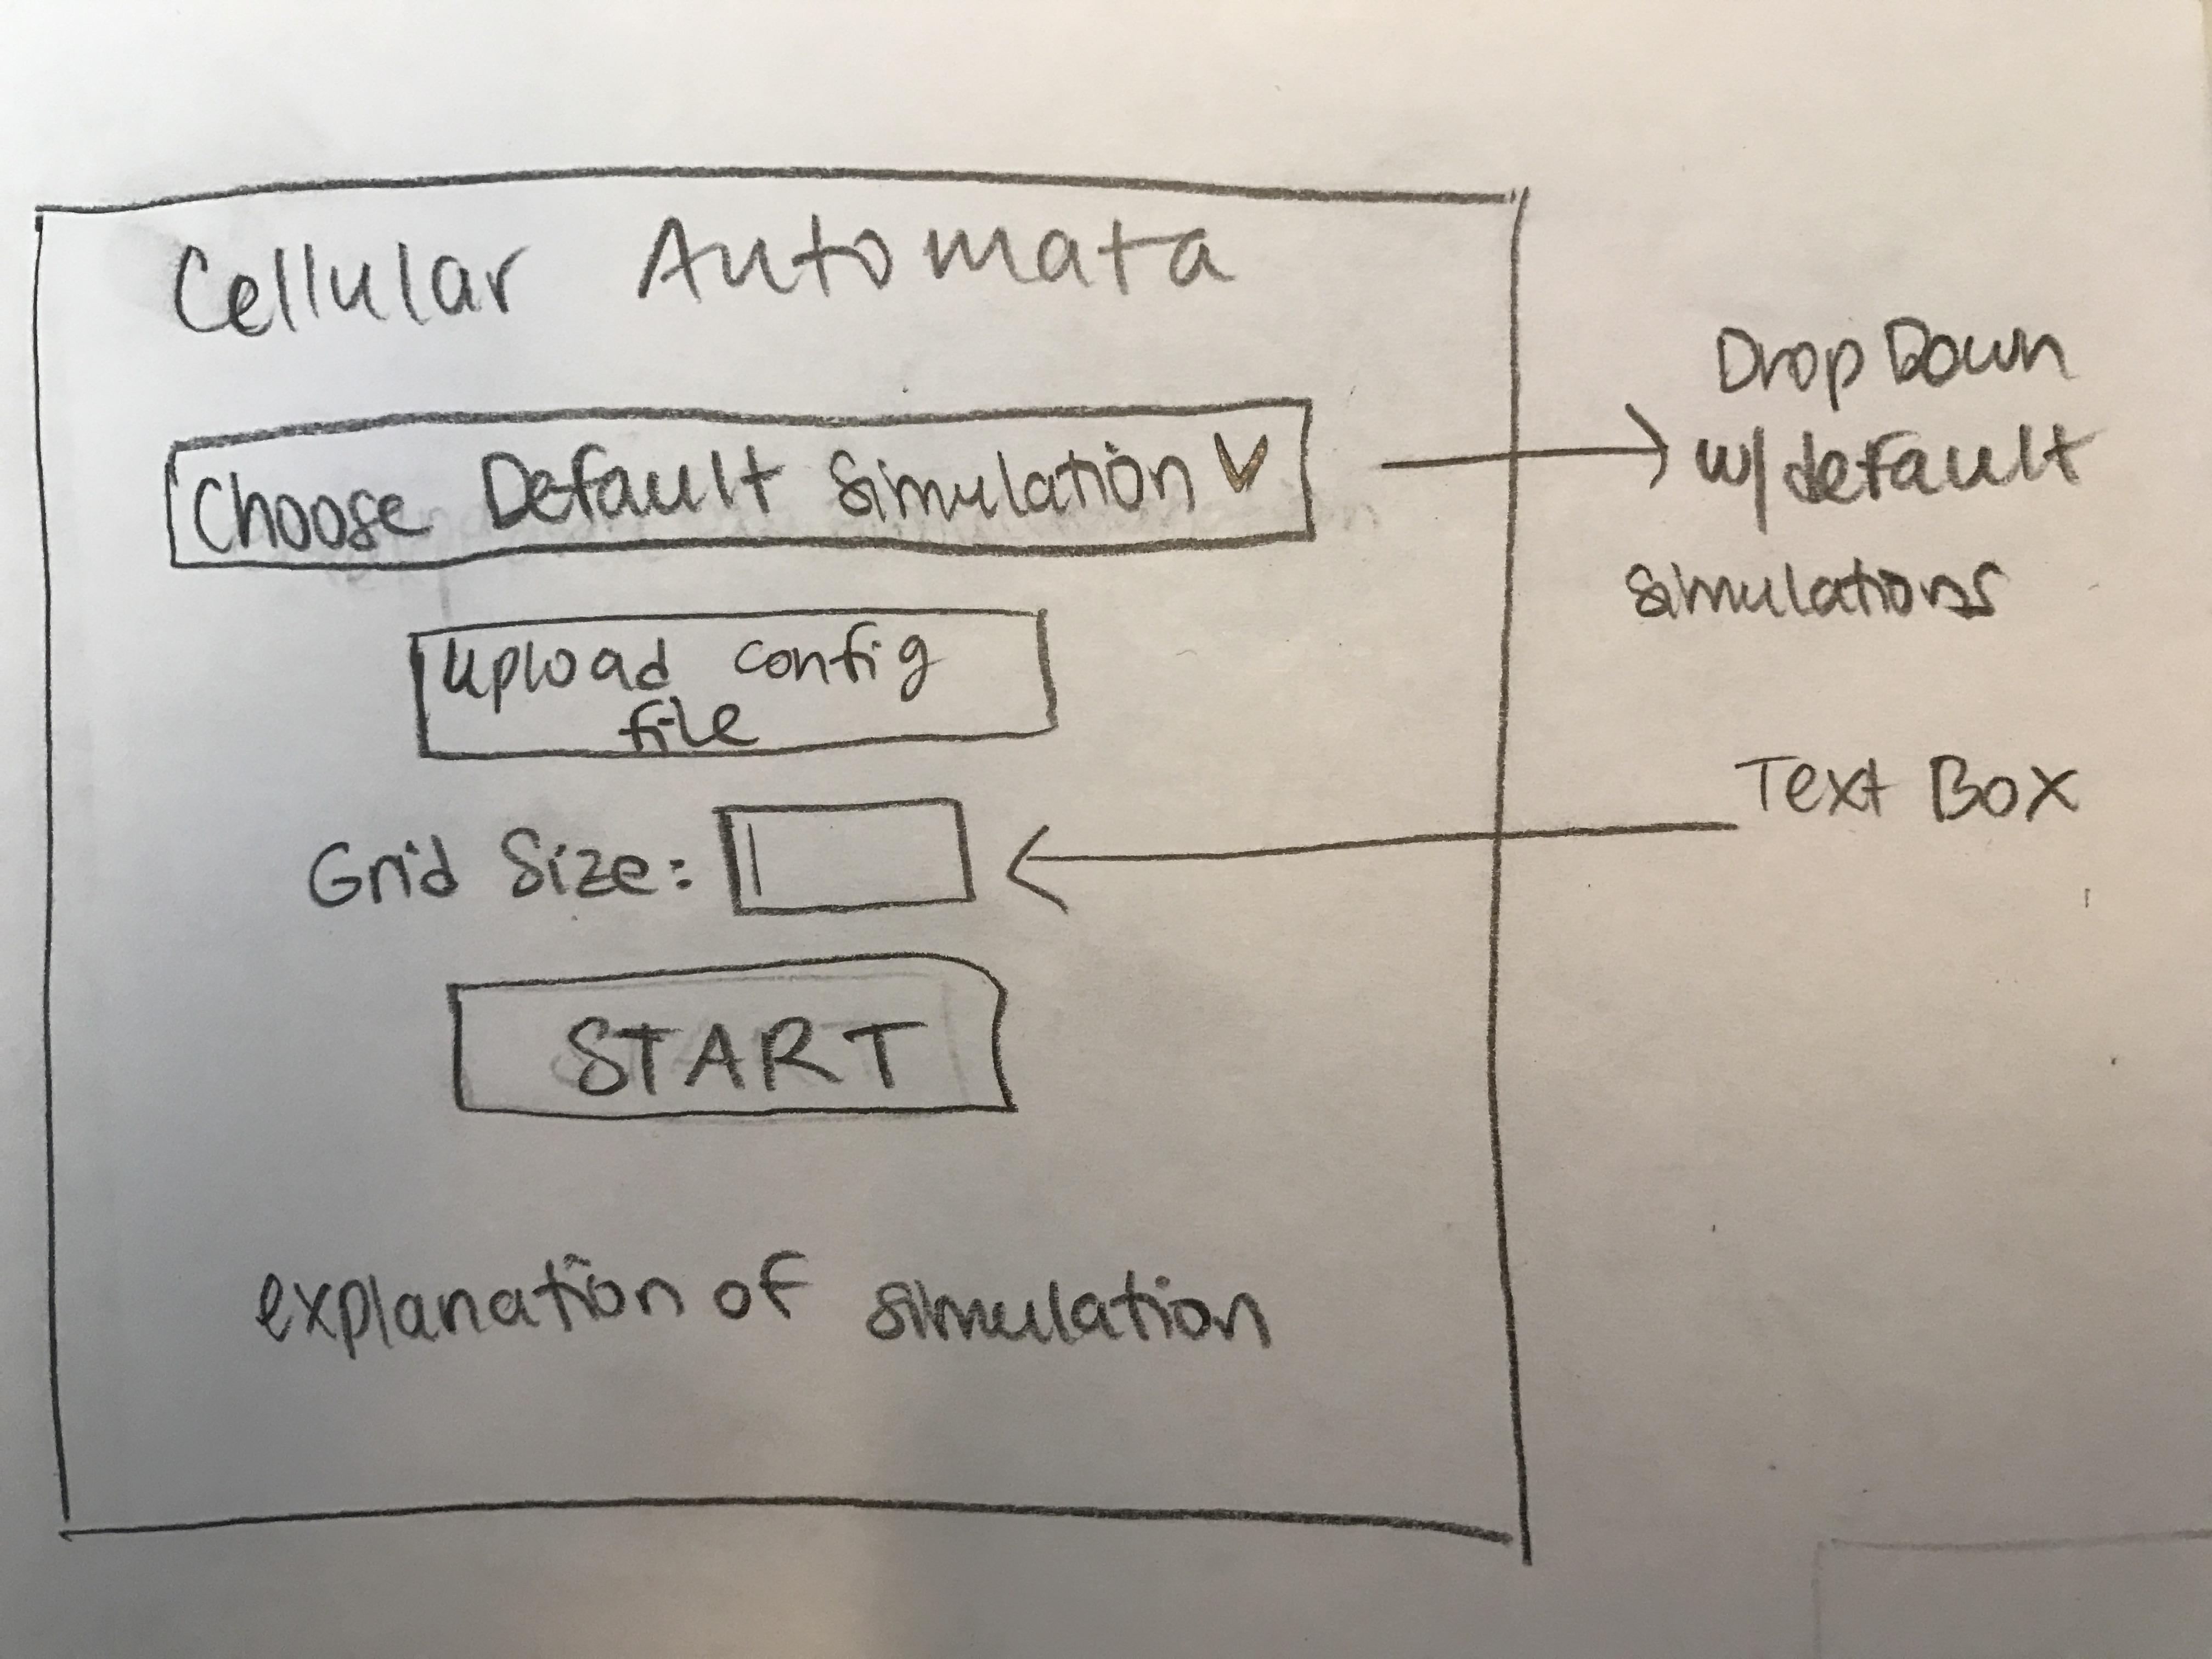 Cellular Automata
Choose Default Simulation
Drop Down
w/ default
simulations
Upload config
file
Text Box
Grid Size:
START
explanation of simulation